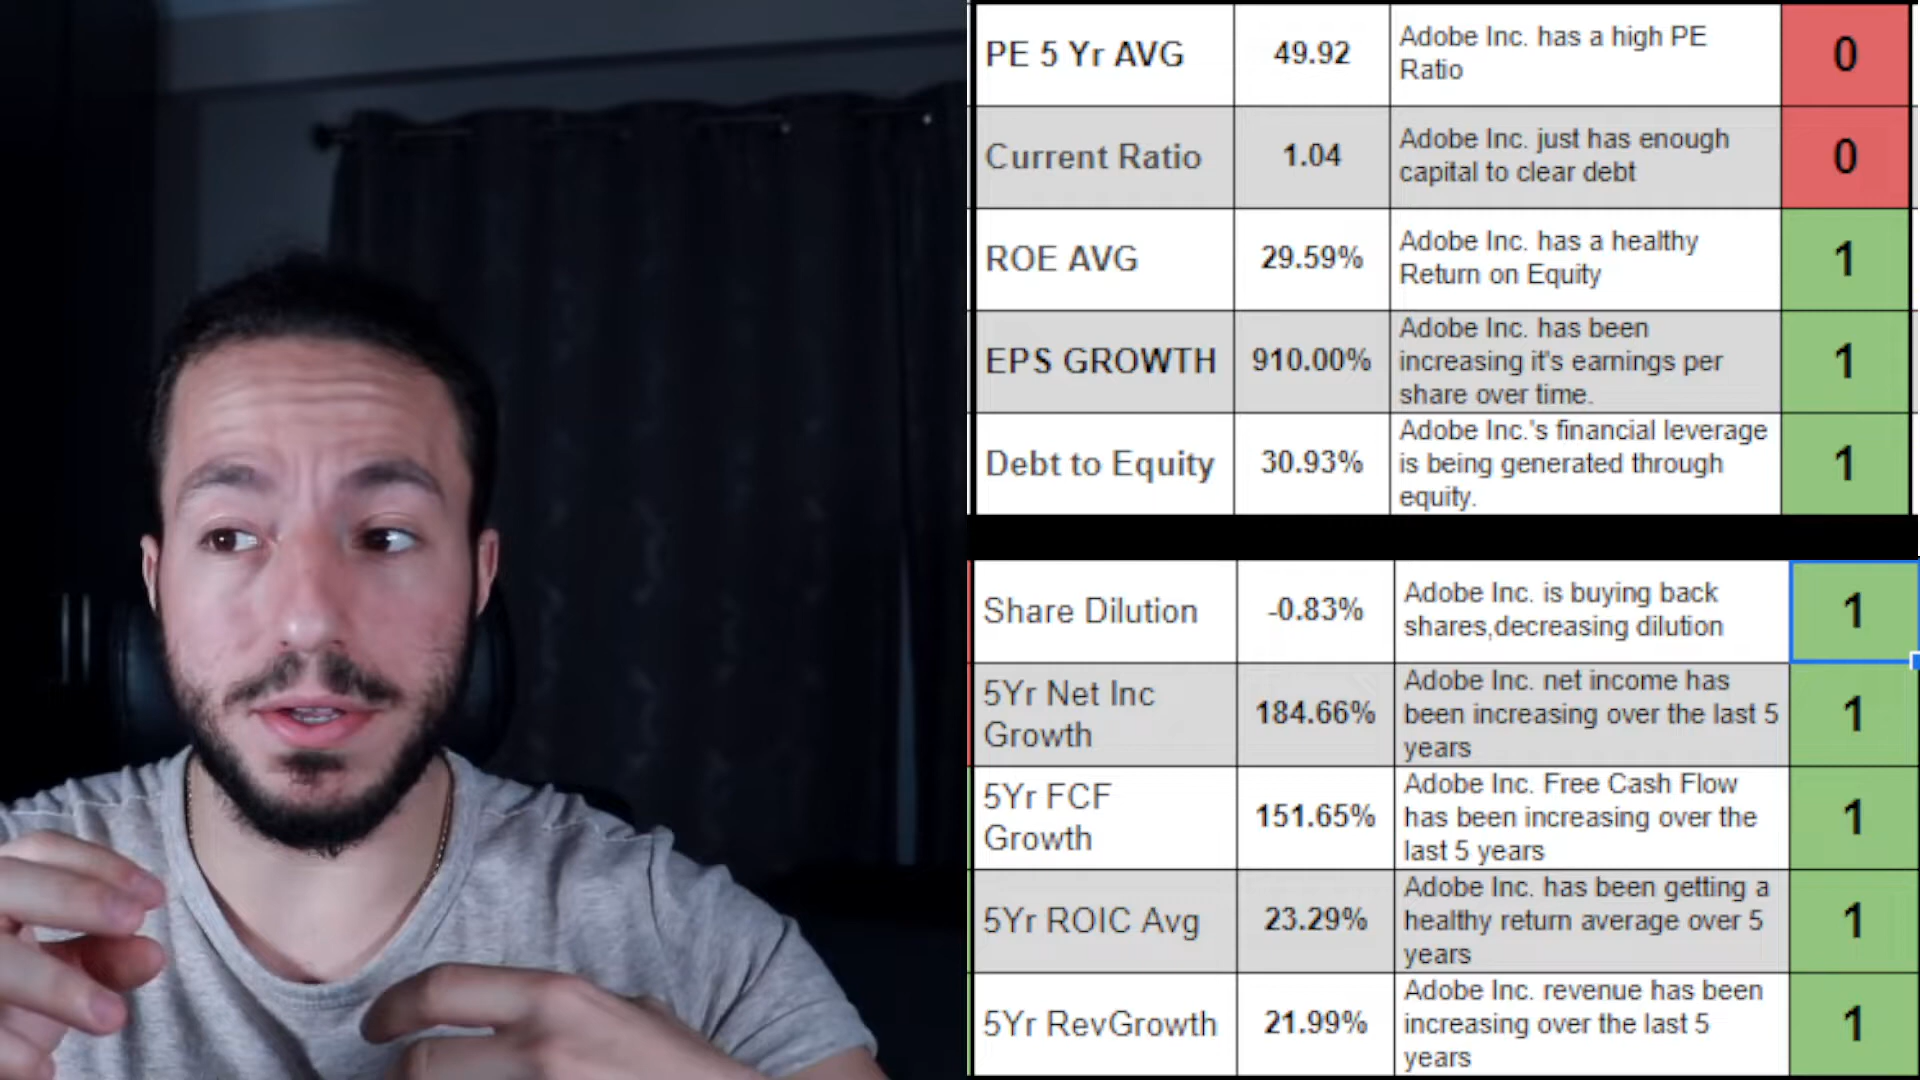 PE 5 Yr AVG
49.92
Adobe Inc. has a high PE
Ratio
0
Current Ratio
1.04
Adobe Inc. just has enough
capital to clear debt
0
ROE AVG
29.59%
Adobe Inc. has a healthy
Return on Equity
1
EPS GROWTH
910.00%
Adobe Inc. has been
increasing it's earnings per
share over time.
1
Debt to Equity
30.93%
Adobe Inc.'s financial leverage
is being generated through
equity.
1
Share Dilution
-0.83%
Adobe Inc. is buying back
shares,decreasing dilution
1
5Yr Net Inc
Growth
184.66%
Adobe Inc. net income has
been increasing over the last 5
years
1
5Yr FCF
Growth
151.65%
Adobe Inc. Free Cash Flow
has been increasing over the
last 5 years
1
5Yr ROIC Avg
23.29%
Adobe Inc. has been getting a
healthy return average over 5
years
1
5Yr RevGrowth
21.99%
Adobe Inc. revenue has been
increasing over the last 5
years
1